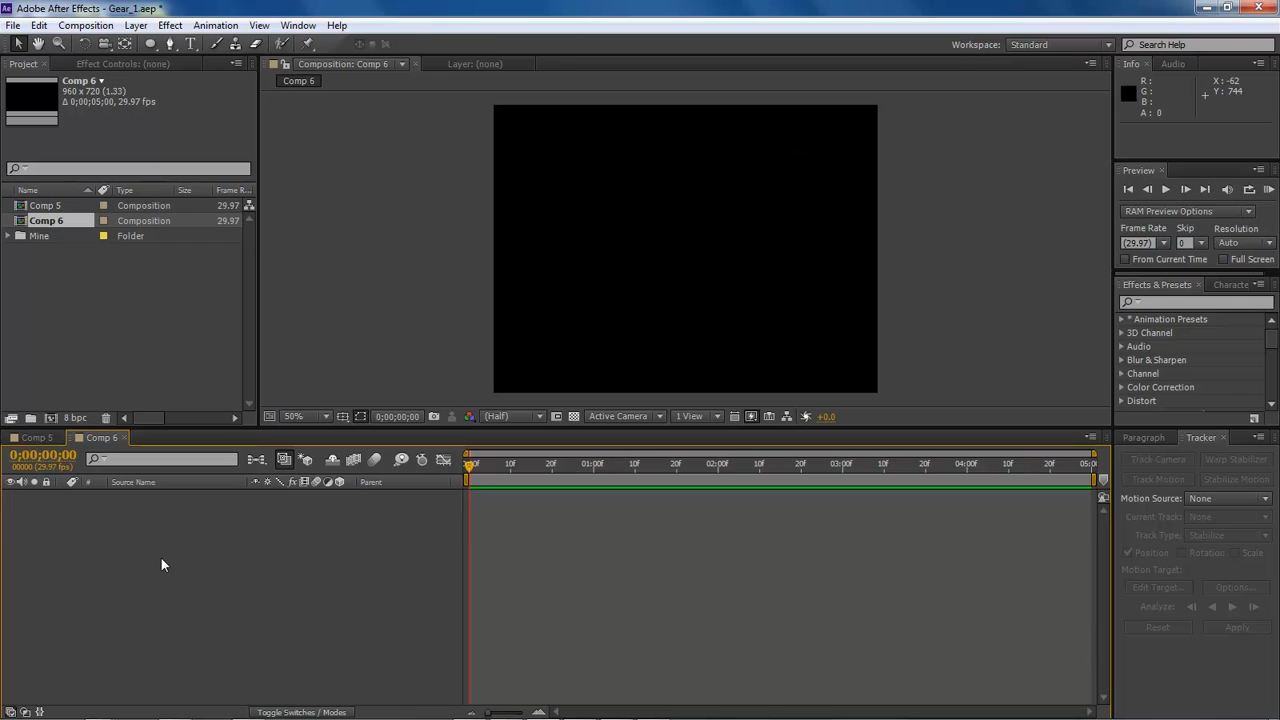 Adobe After Effects - Gear_1.aep *
File Edit Composition Layer Effect Animation View Window Help
Workspace: Standard Search Help
Project Effect Controls: (none) Composition: Comp 6 Layer: (none) Info Audio
Comp 6
960 x 720 (1.33)
Δ 0;00;05;00, 29.97 fps
Comp 6
R :
G :
B :
A : 0
X : -62
Y : 744
Preview
Name Type Size Frame R...
Comp 5 Composition 29.97
Comp 6 Composition 29.97
Mine Folder
RAM Preview Options
Frame Rate Skip Resolution
(29.97) 0 Auto
From Current Time Full Screen
Effects & Presets Characte
* Animation Presets
3D Channel
Audio
Blur & Sharpen
Channel
Color Correction
Distort
8 bpc 50% 0;00;00;00 (Half) Active Camera 1 View +0.0
Comp 5 Comp 6 Paragraph Tracker
0;00;00;00
00000 (29.97 fps)
10f 20f 01:00f 10f 20f 02:00f 10f 20f 03:00f 10f 20f 04:00f 10f 20f 05:0
# Source Name Parent
Track Camera Warp Stabilizer
Track Motion Stabilize Motion
Motion Source: None
Current Track: None
Track Type: Stabilize
Position Rotation Scale
Motion Target:
Edit Target... Options...
Analyze:
Reset Apply
Toggle Switches / Modes